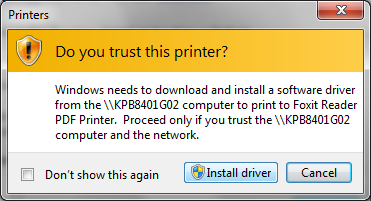 Printers
Do you trust this printer?
Windows needs to download and install a software driver
from the \\KPB8401G02 computer to print to Foxit Reader
PDF Printer. Proceed only if you trust the \\KPB8401G02
computer and the network.
Don't show this again
Install driver
Cancel